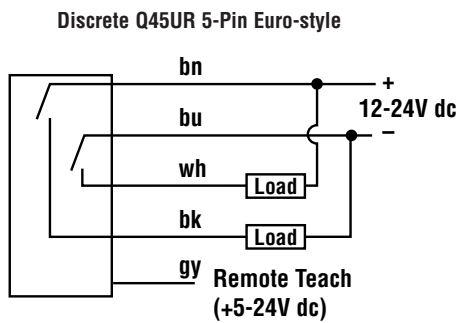 Discrete Q45UR 5-Pin Euro-style
bn
+
12-24V dc
bu
–
wh
Load
bk
Load
gy
Remote Teach
(+5-24V dc)